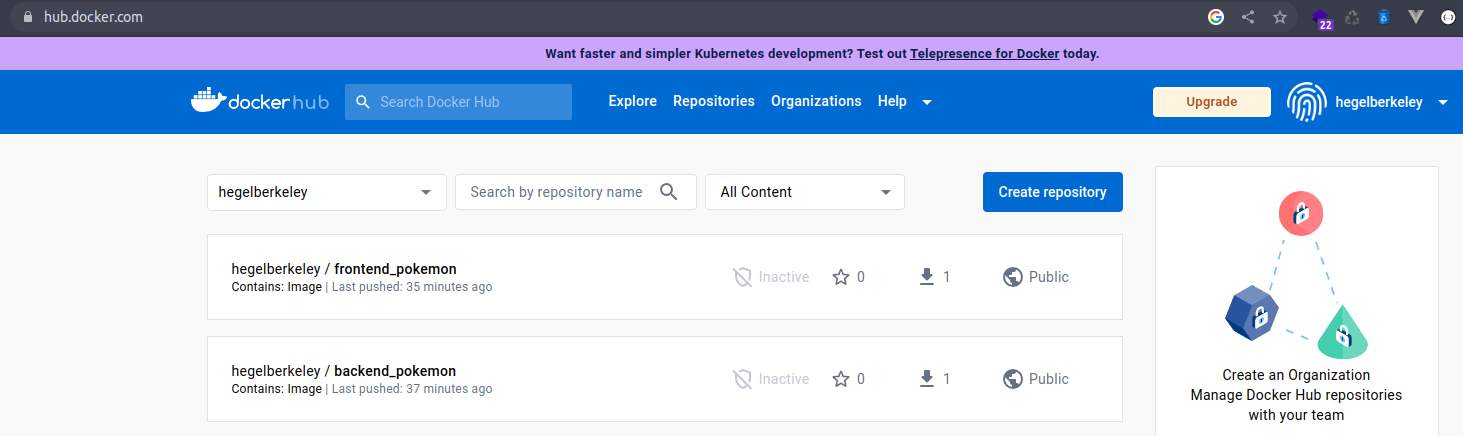 hub.docker.com
22
Want faster and simpler Kubernetes development? Test out Telepresence for Docker today.
dockerhub
Search Docker Hub
Explore Repositories Organizations Help
Upgrade
hegelberkeley
hegelberkeley
Search by repository name
All Content
Create repository
hegelberkeley / frontend_pokemon
Contains: Image | Last pushed: 35 minutes ago
Inactive
0
1
Public
hegelberkeley / backend_pokemon
Contains: Image | Last pushed: 37 minutes ago
Inactive
0
1
Public
Create an Organization
Manage Docker Hub repositories
with your team